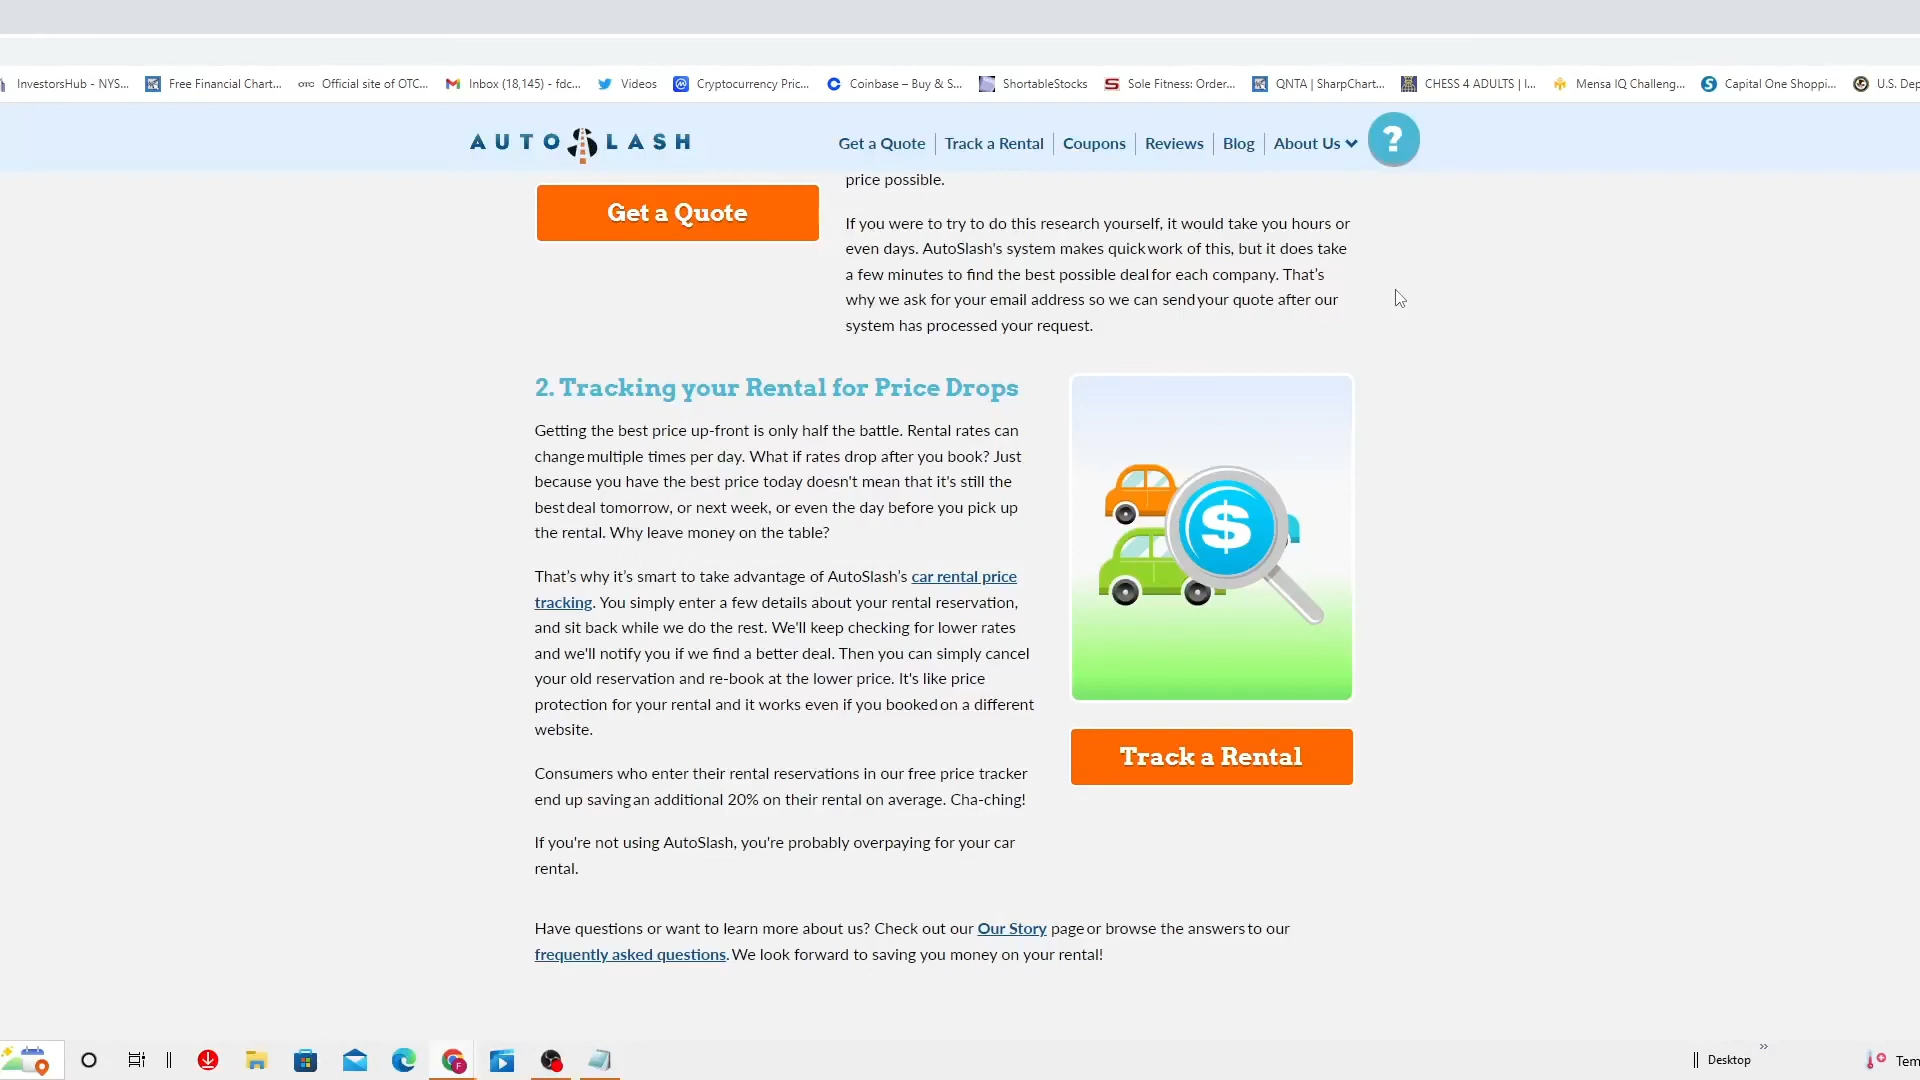 InvestorsHub - NYS...
Free Financial Chart...
OTC
Official site of OTC...
Inbox (18,145) - fdc...
Videos
Cryptocurrency Pric...
Coinbase – Buy & S...
ShortableStocks
Sole Fitness: Order...
QNTA | SharpChart...
CHESS 4 ADULTS | I...
Mensa IQ Challeng...
Capital One Shoppi...
U.S. Dep
AUTOSLASH
Get a Quote
Track a Rental
Coupons
Reviews
Blog
About Us
?
price possible.
Get a Quote
If you were to try to do this research yourself, it would take you hours or
even days. AutoSlash's system makes quick work of this, but it does take
a few minutes to find the best possible deal for each company. That’s
why we ask for your email address so we can send your quote after our
system has processed your request.
2. Tracking your Rental for Price Drops
Getting the best price up-front is only half the battle. Rental rates can
change multiple times per day. What if rates drop after you book? Just
because you have the best price today doesn't mean that it's still the
best deal tomorrow, or next week, or even the day before you pick up
the rental. Why leave money on the table?
That’s why it’s smart to take advantage of AutoSlash’s car rental price
tracking. You simply enter a few details about your rental reservation,
and sit back while we do the rest. We'll keep checking for lower rates
and we'll notify you if we find a better deal. Then you can simply cancel
your old reservation and re-book at the lower price. It's like price
protection for your rental and it works even if you booked on a different
website.
$
Track a Rental
Consumers who enter their rental reservations in our free price tracker
end up saving an additional 20% on their rental on average. Cha-ching!
If you're not using AutoSlash, you're probably overpaying for your car
rental.
Have questions or want to learn more about us? Check out our Our Story page or browse the answers to our
frequently asked questions. We look forward to saving you money on your rental!
F
Desktop
Tem